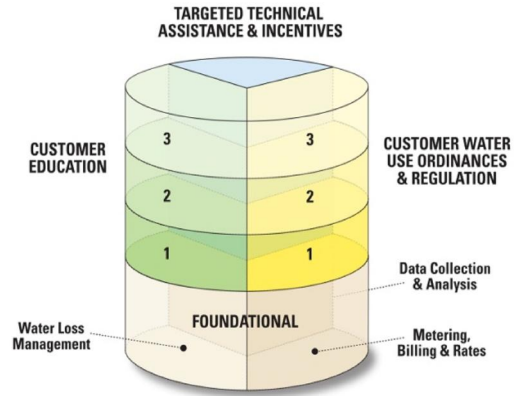 TARGETED TECHNICAL
ASSISTANCE & INCENTIVES
CUSTOMER
EDUCATION
3
3
CUSTOMER WATER
USE ORDINANCES
& REGULATION
2
2
1
1
Data Collection
& Analysis
FOUNDATIONAL
Water Loss
Management
Metering,
Billing & Rates